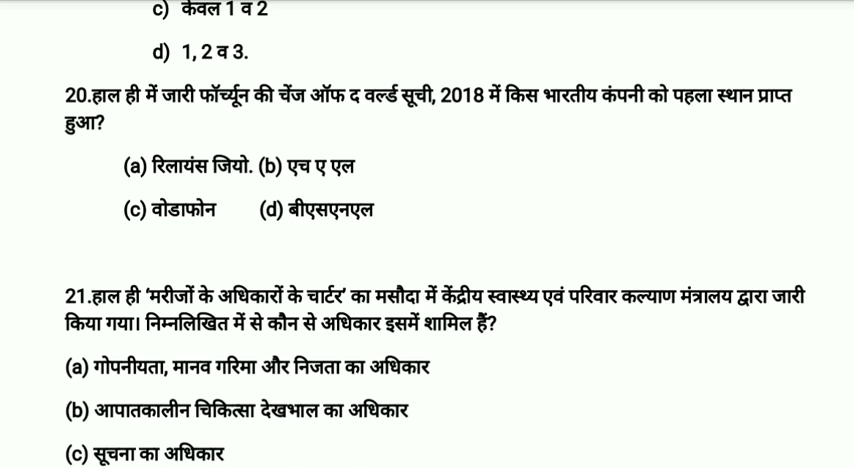 c) केवल 1 व 2
d) 1, 2 व 3.
20.हाल ही में जारी फॉर्च्यून की चेंज ऑफ द वर्ल्ड सूची, 2018 में किस भारतीय कंपनी को पहला स्थान प्राप्त
हुआ?
(a) रिलायंस जियो. (b) एच ए एल
(c) वोडाफोन (d) बीएसएनएल
21.हाल ही ‘मरीजों के अधिकारों के चार्टर’ का मसौदा में केंद्रीय स्वास्थ्य एवं परिवार कल्याण मंत्रालय द्वारा जारी
किया गया। निम्नलिखित में से कौन से अधिकार इसमें शामिल हैं?
(a) गोपनीयता, मानव गरिमा और निजता का अधिकार
(b) आपातकालीन चिकित्सा देखभाल का अधिकार
(c) सूचना का अधिकार